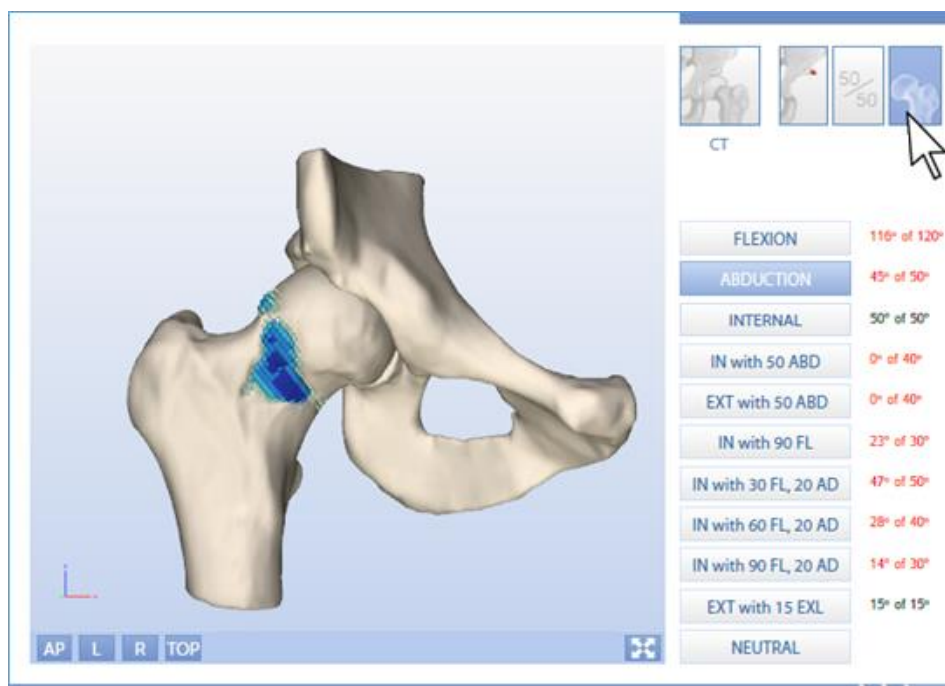 50/50
CT
FLEXION 116° of 120°
ABDUCTION 45° of 50°
INTERNAL 50° of 50°
IN with 50 ABD 0° of 40°
EXT with 50 ABD 0° of 40°
IN with 90 FL 23° of 30°
IN with 30 FL, 20 AD 47° of 50°
IN with 60 FL, 20 AD 28° of 40°
IN with 90 FL, 20 AD 14° of 30°
EXT with 15 EXL 15° of 15°
NEUTRAL
AP L R TOP